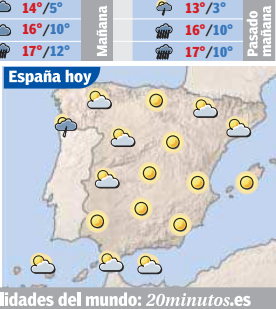 14°/5°
16°/10°
17°/12°
Mañana
13°/3°
16°/10°
17°/10°
Pasado
mañana
España hoy
lidades del mundo: 20minutos.es